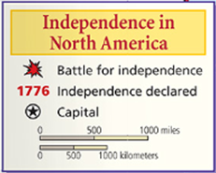 Independence in
North America
Battle for independence
1776 Independence declared
Capital
0 500 1000 miles
0 500 1000 kilometers